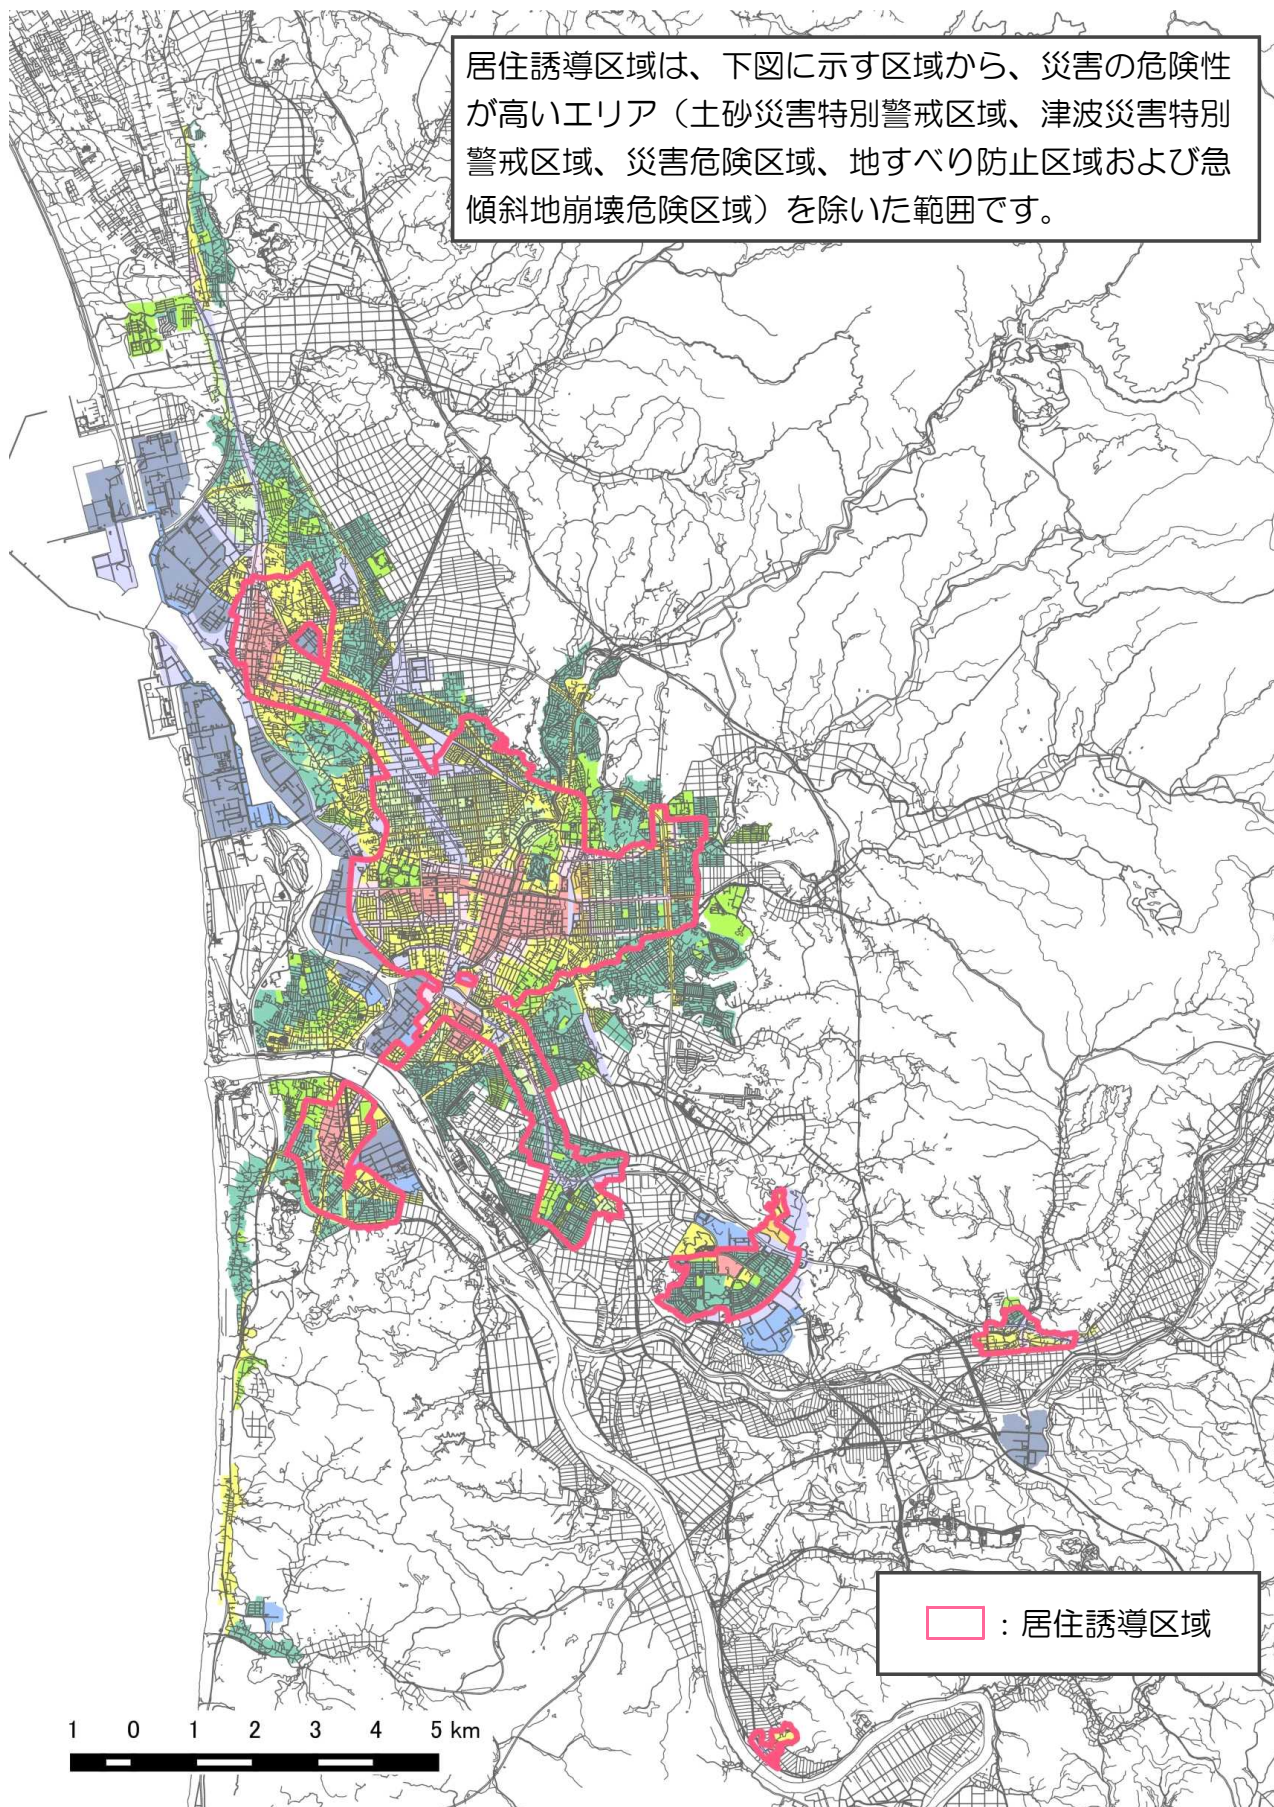 居住誘導区域は、下図に示す区域から、災害の危険性
が高いエリア（土砂災害特別警戒区域、津波災害特別
警戒区域、災害危険区域、地すべり防止区域および急
傾斜地崩壊危険区域）を除いた範囲です。
：居住誘導区域
1 0 1 2 3 4 5 km